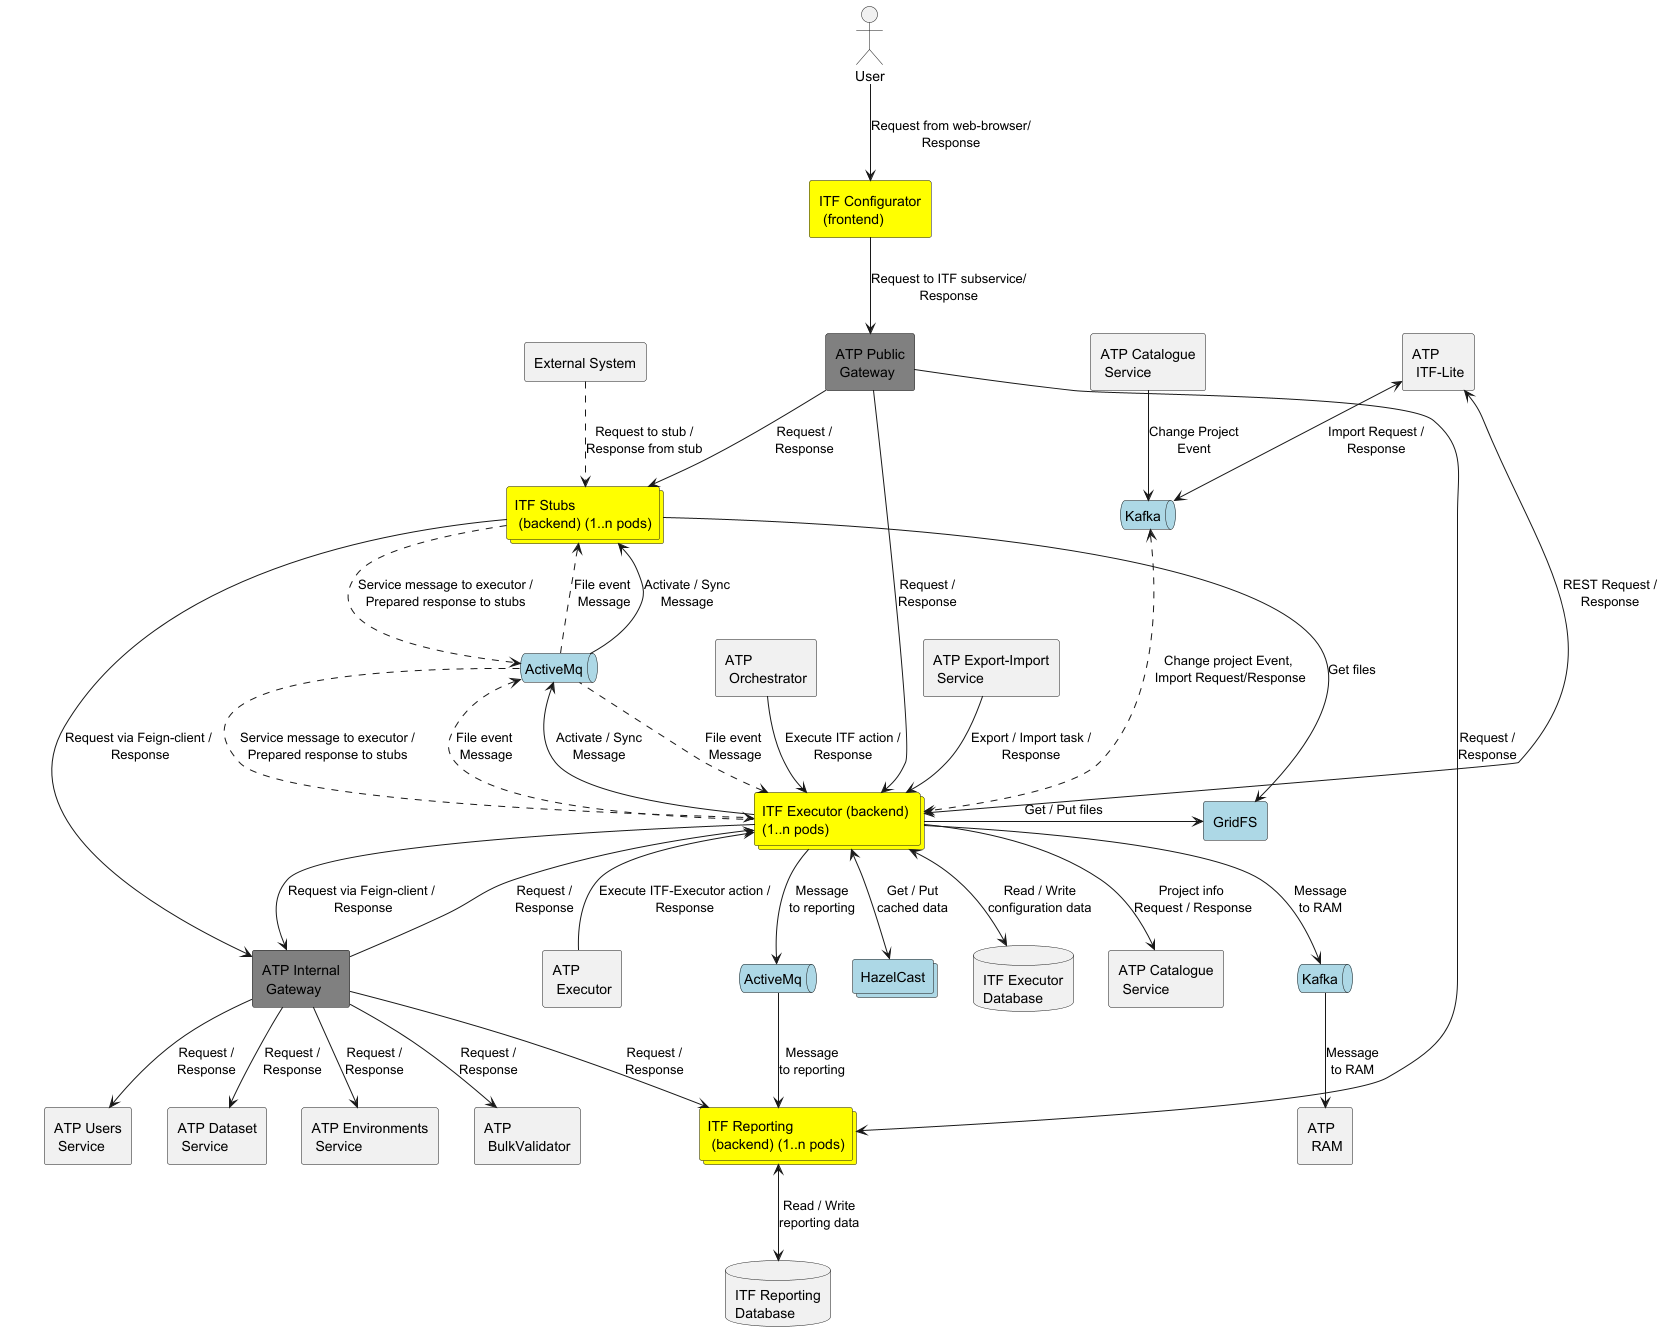 User
Request from web-browser/
Response
ITF Configurator
(frontend)
Request to ITF subservice/
Response
External System
ATP Public
Gateway
ATP Catalogue
Service
ATP
ITF-Lite
Request to stub /
Response from stub
Request /
Response
Change Project
Event
Import Request /
Response
ITF Stubs
(backend) (1..n pods)
Kafka
Service message to executor /
Prepared response to stubs
File event
Message
Activate / Sync
Message
Request /
Response
REST Request /
Response
ActiveMq
ATP
Orchestrator
ATP Export-Import
Service
Change project Event,
Import Request/Response
Get files
Request via Feign-client /
Response
Service message to executor /
Prepared response to stubs
File event
Message
Activate / Sync
Message
File event
Message
Execute ITF action /
Response
Export / Import task /
Response
Request /
Response
ITF Executor (backend)
(1..n pods)
Get / Put files
GridFS
Request via Feign-client /
Response
Request /
Response
Execute ITF-Executor action /
Response
Message
to reporting
Get / Put
cached data
Read / Write
configuration data
Project info
Request / Response
Message
to RAM
ATP Internal
Gateway
ATP
Executor
ActiveMq
HazelCast
ITF Executor
Database
ATP Catalogue
Service
Kafka
Request /
Response
Request /
Response
Request /
Response
Request /
Response
Request /
Response
Message
to reporting
Message
to RAM
ATP Users
Service
ATP Dataset
Service
ATP Environments
Service
ATP
BulkValidator
ITF Reporting
(backend) (1..n pods)
ATP
RAM
Read / Write
reporting data
ITF Reporting
Database